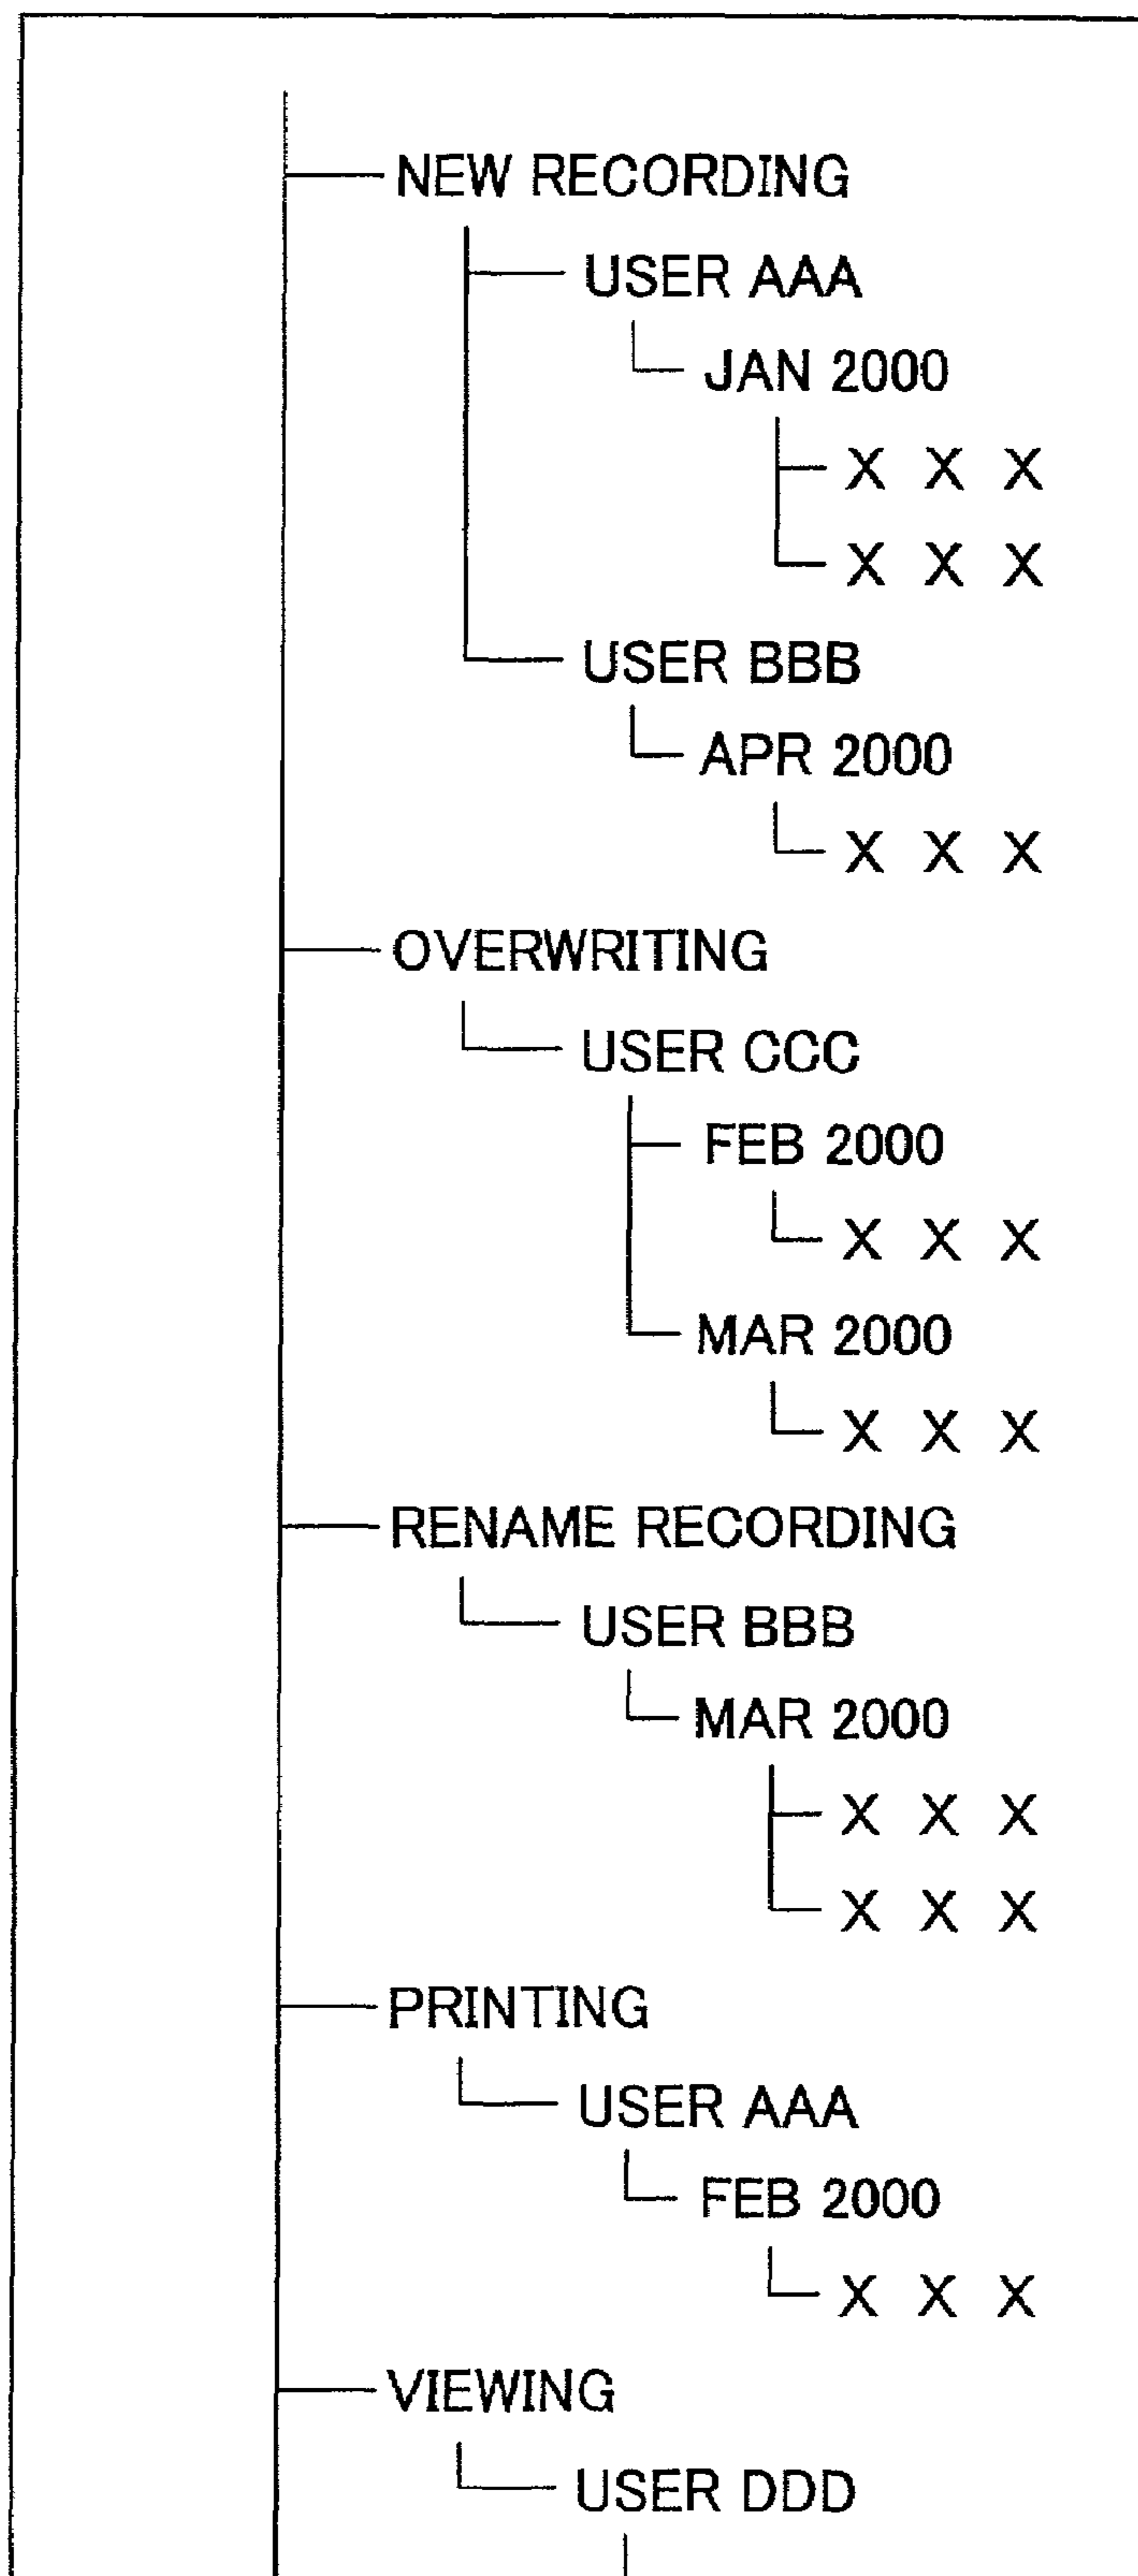 NEW RECORDING
USER AAA
JAN 2000
X X X
X X X
USER BBB
APR 2000
X X X
OVERWRITING
USER CCC
FEB 2000
X X X
MAR 2000
X X X
RENAME RECORDING
USER BBB
MAR 2000
X X X
X X X
PRINTING
USER AAA
FEB 2000
X X X
VIEWING
USER DDD